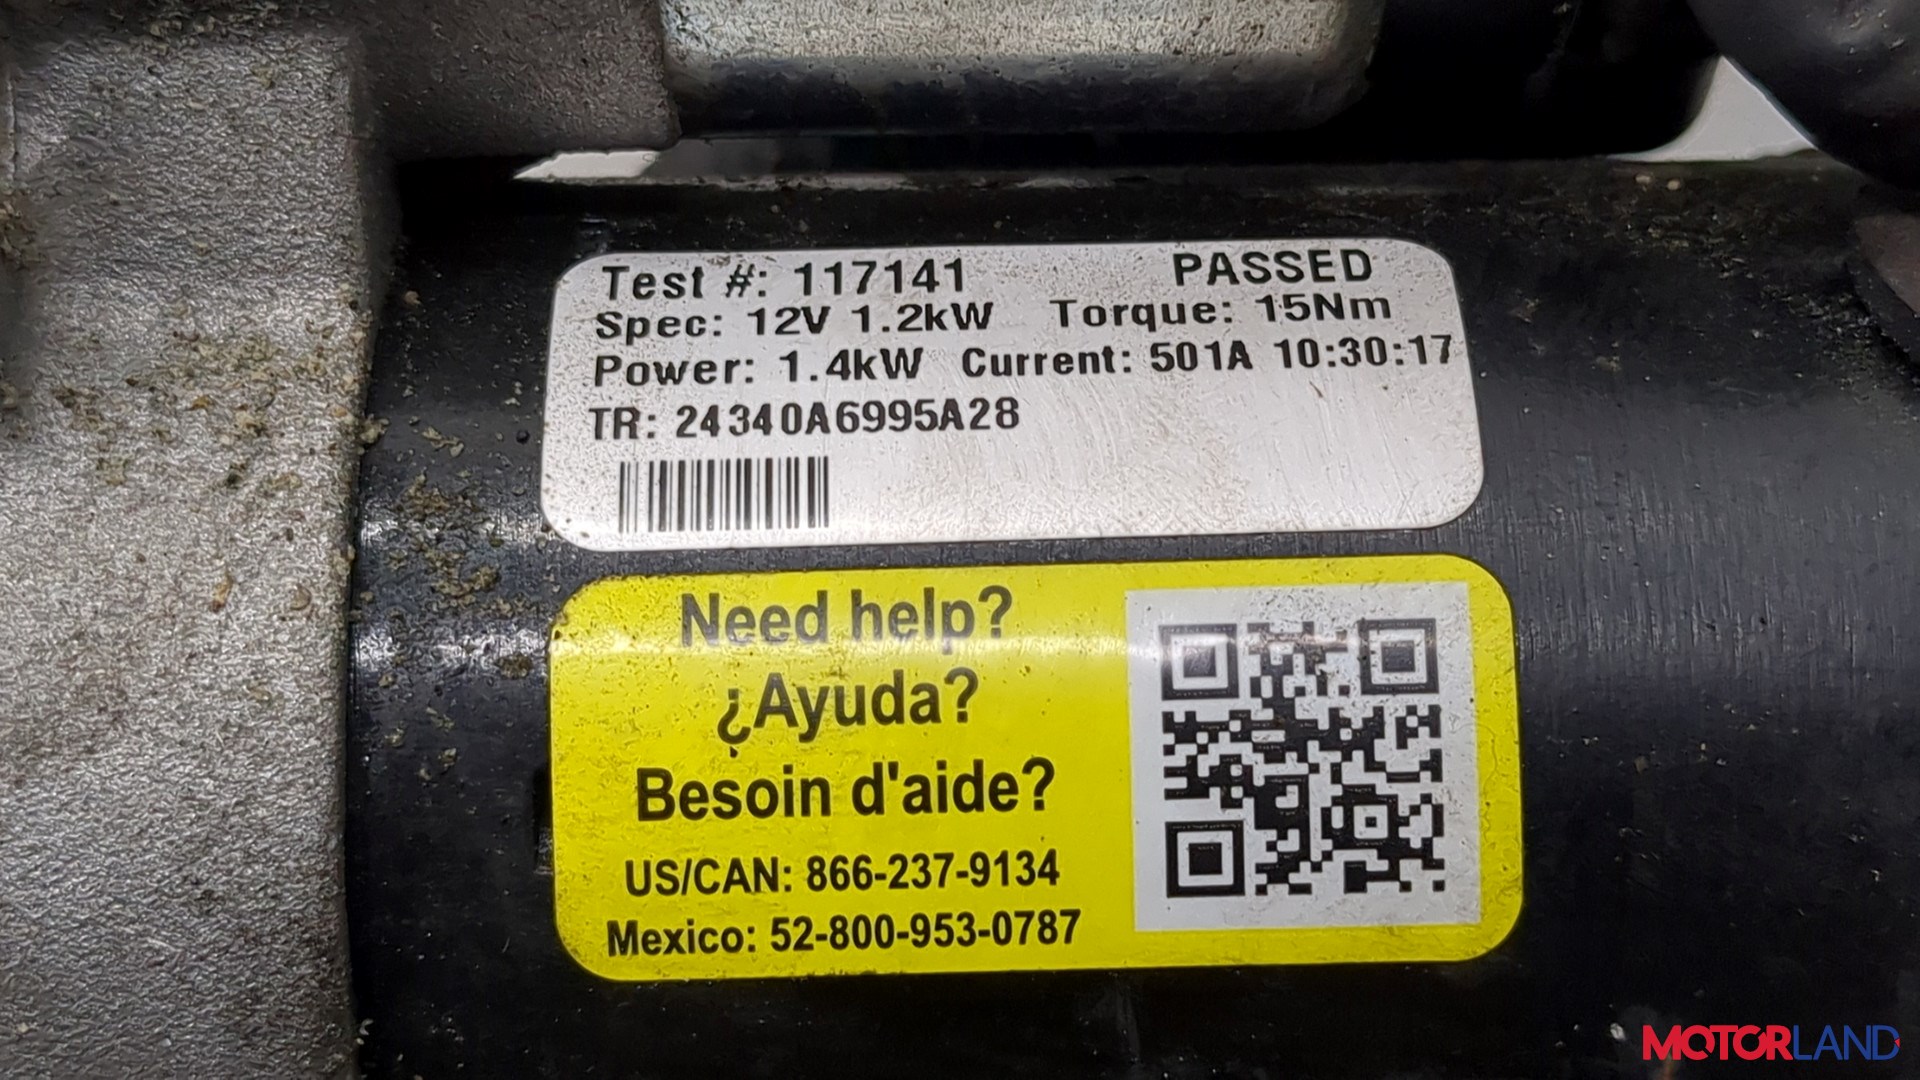 Test #: 117141 PASSED
Spec: 12V 1.2kW Torque: 15Nm
Power: 1.4kW Current: 501A 10:30:17
TR: 24340A6995A28
Need help?
¿Ayuda?
Besoin d'aide?
US/CAN: 866-237-9134
Mexico: 52-800-953-0787
MOTORLAND